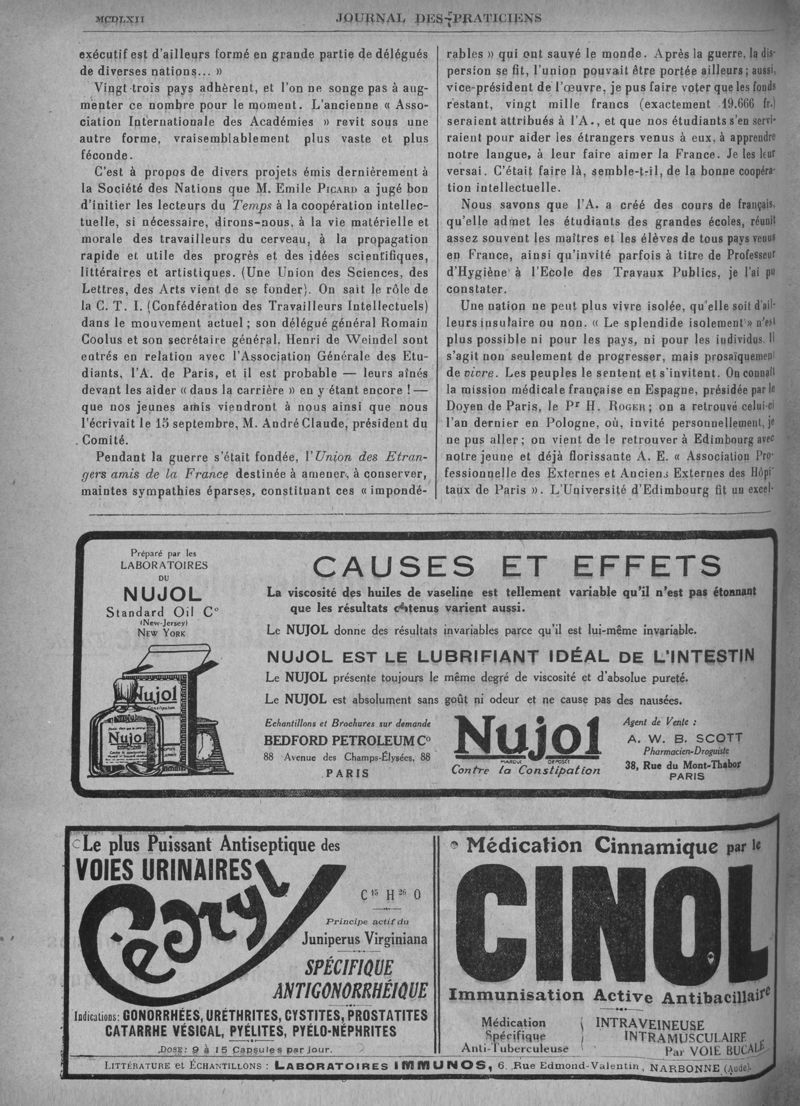 MCDLXII
JOURNAL DES PRATICIENS
exécutif est d'ailleurs formé en grande partie de délégués
de diverses nations... »
Vingt trois pays adhèrent, et l'on ne songe pas à aug-
menter ce nombre pour le moment. L'ancienne « Asso-
ciation Internationale des Académies » revit sous une
autre forme, vraisemblablement plus vaste et plus
féconde.
C'est à propos de divers projets émis dernièrement à
la Société des Nations que M. Emile PICARD a jugé bon
d'initier les lecteurs du Temps à la coopération intellec-
tuelle, si nécessaire, dirons-nous, à la vie matérielle et
morale des travailleurs du cerveau, à la propagation
rapide et utile des progrès et des idées scientifiques,
littéraires et artistiques. (Une Union des Sciences, des
Lettres, des Arts vient de se fonder). On sait le rôle de
la C. T. I. (Confédération des Travailleurs Intellectuels)
dans le mouvement actuel ; son délégué général Romain
Coolus et son secrétaire général, Henri de Weindel sont
entrés en relation avec l'Association Générale des Etu-
diants, l'A. de Paris, et il est probable — leurs aînés
devant les aider « dans la carrière » en y étant encore ! —
que nos jeunes amis viendront à nous ainsi que nous
l'écrivait le 15 septembre, M. André Claude, président du
Comité.
Pendant la guerre s'était fondée, l'Union des Etran-
gers amis de la France destinée à amener, à conserver,
maintes sympathies éparses, constituant ces « impondé-
rables » qui ont sauvé le monde. Après la guerre, la dis-
persion se fit, l'union pouvait être portée ailleurs ; aussi,
vice-président de l'œuvre, je pus faire voter que les fonds
restant, vingt mille francs (exactement 19.666 fr.)
seraient attribués à l'A., et que nos étudiants s'en servi-
raient pour aider les étrangers venus à eux, à apprendre
notre langue, à leur faire aimer la France. Je les leur
versai. C'était faire là, semble-t-il, de la bonne coopéra-
tion intellectuelle.
Nous savons que l'A. a créé des cours de français,
qu'elle admet les étudiants des grandes écoles, réunit
assez souvent les maîtres et les élèves de tous pays venus
en France, ainsi qu'invité parfois à titre de Professeur
d'Hygiène à l'Ecole des Travaux Publics, je l'ai pu
constater.
Une nation ne peut plus vivre isolée, qu'elle soit d'ail-
leurs insulaire ou non. « Le splendide isolement » n'est
plus possible ni pour les pays, ni pour les individus. Il
s'agit non seulement de progresser, mais prosaïquement
de vivre. Les peuples le sentent et s'invitent. On connaît
la mission médicale française en Espagne, présidée par le
Doyen de Paris, le Pr H. ROGER ; on a retrouvé celui-ci
l'an dernier en Pologne, où, invité personnellement, je
ne pus aller ; on vient de le retrouver à Edimbourg avec
notre jeune et déjà florissante A. E. « Association Pro-
fessionnelle des Externes et Anciens Externes des Hôpi-
taux de Paris ». L'Université d'Edimbourg fit un excel-
Préparé par les
LABORATOIRES
DU
NUJOL
Standard Oil Cº
(New-Jersey)
NEW YORK
Nujol
Constipation
Nujol
CAUSES ET EFFETS
La viscosité des huiles de vaseline est tellement variable qu'il n'est pas étonnant
que les résultats obtenus varient aussi.
Le NUJOL donne des résultats invariables parce qu'il est lui-même invariable.
NUJOL EST LE LUBRIFIANT IDÉAL DE L'INTESTIN
Le NUJOL présente toujours le même degré de viscosité et d'absolue pureté.
Le NUJOL est absolument sans goût ni odeur et ne cause pas des nausées.
Echantillons et Brochures sur demande
BEDFORD PETROLEUM Cº
88 Avenue des Champs-Élysées, 88
PARIS
Nujol
MARQUE DÉPOSÉE
Contre la Constipation
Agent de Vente :
A. W. B. SCOTT
Pharmacien-Droguiste
38, Rue du Mont-Thabor
PARIS
Le plus Puissant Antiseptique des
VOIES URINAIRES
Cedryl
C15 H26 O
Principe actif du
Juniperus Virginiana
SPÉCIFIQUE
ANTIGONORRHÉIQUE
Indications: GONORRHÉES, URÉTHRITES, CYSTITES, PROSTATITES
CATARRHE VÉSICAL, PYÉLITES, PYÉLO-NÉPHRITES
DOSE: 9 à 15 Capsules par jour.
Médication Cinnamique par le
CINOL
Immunisation Active Antibacillaire
Médication
Spécifique
Anti-Tuberculeuse
INTRAVEINEUSE
INTRAMUSCULAIRE
PAR VOIE BUCALE
LITTÉRATURE et ÉCHANTILLONS : LABORATOIRES IMMUNOS, 6, Rue Edmond-Valentin, NARBONNE (Aude).